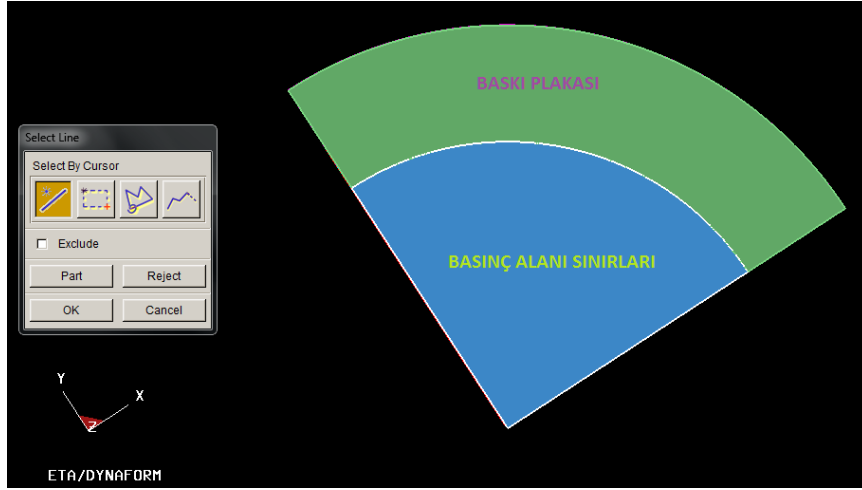 BASKI PLAKASI
Select Line
Select By Cursor
Exclude
Part Reject
OK Cancel
BASINÇ ALANI SINIRLARI
Y
X
Z
ETA/DYNAFORM